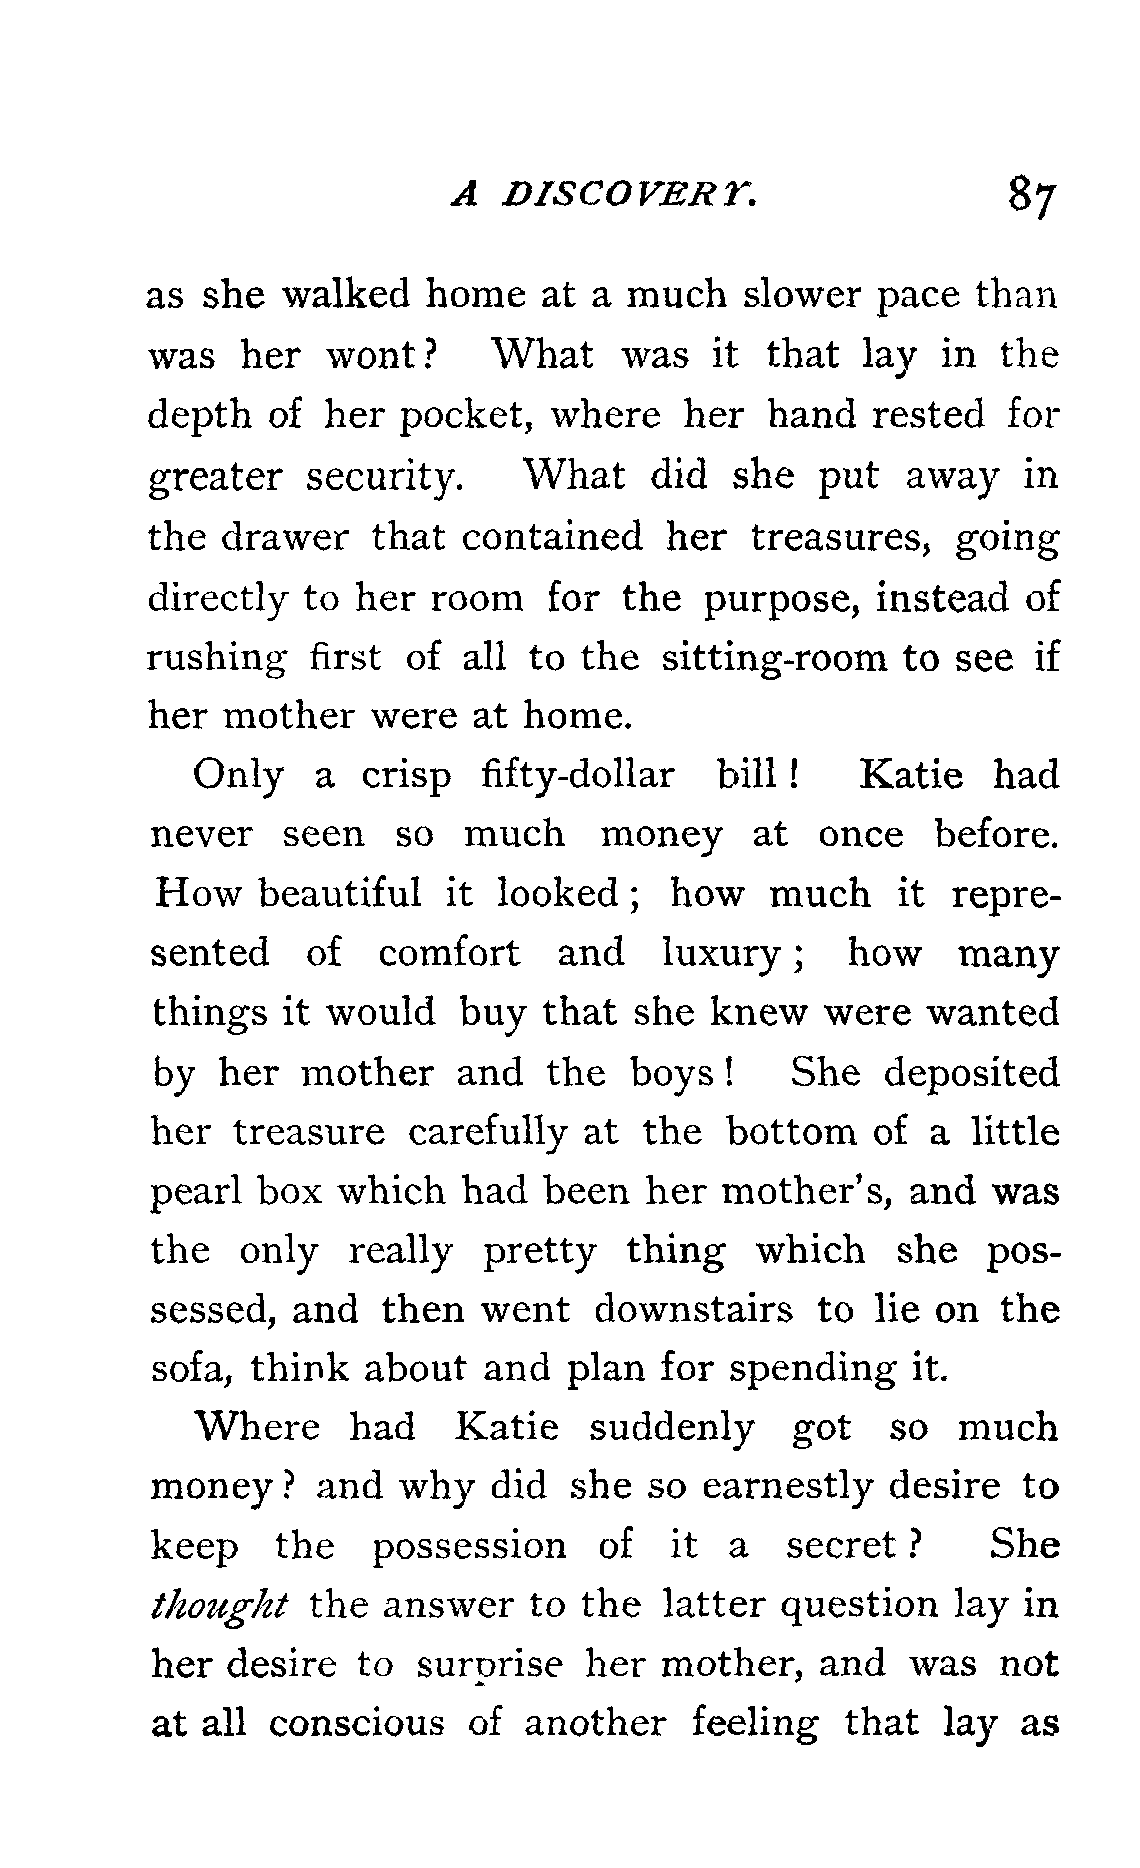 A DISCOVERY. 87
as she walked home at a much slower pace than
was her wont? What was it that lay in the
depth of her pocket, where her hand rested for
greater security. What did she put away in
the drawer that contained her treasures, going
directly to her room for the purpose, instead of
rushing first of all to the sitting-room to see if
her mother were at home.
Only a crisp fifty-dollar bill! Katie had
never seen so much money at once before.
How beautiful it looked; how much it repre-
sented of comfort and luxury; how many
things it would buy that she knew were wanted
by her mother and the boys! She deposited
her treasure carefully at the bottom of a little
pearl box which had been her mother's, and was
the only really pretty thing which she pos-
sessed, and then went downstairs to lie on the
sofa, think about and plan for spending it.
Where had Katie suddenly got so much
money? and why did she so earnestly desire to
keep the possession of it a secret? She
thought the answer to the latter question lay in
her desire to surprise her mother, and was not
at all conscious of another feeling that lay as